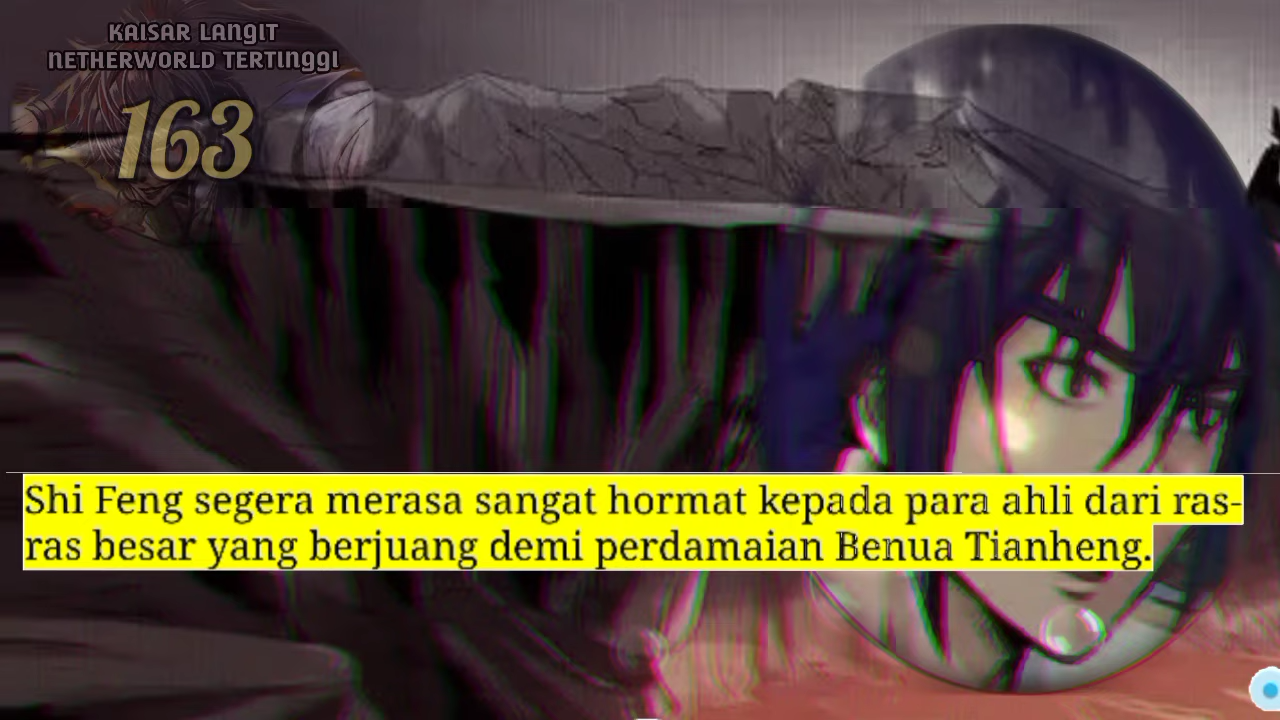 KAISAR LANGIT
NETHERWORLD TERTINGGI
163
Shi Feng segera merasa sangat hormat kepada para ahli dari ras-
ras besar yang berjuang demi perdamaian Benua Tianheng.